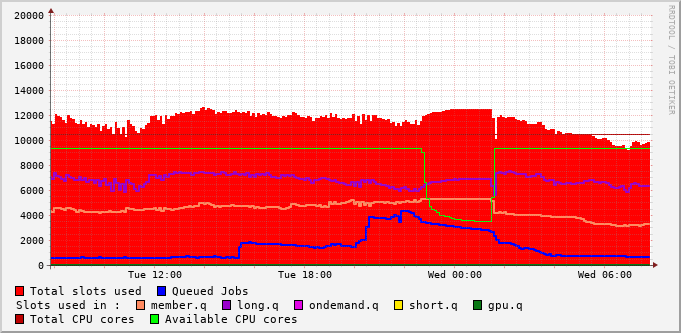 20000
18000
16000
14000
12000
10000
8000
6000
4000
2000
0
Tue 12:00 Tue 18:00 Wed 00:00 Wed 06:00
Total slots used Queued Jobs
Slots used in : member.q long.q ondemand.q short.q gpu.q
Total CPU cores Available CPU cores
RRDTOOL / TOBI OETIKER